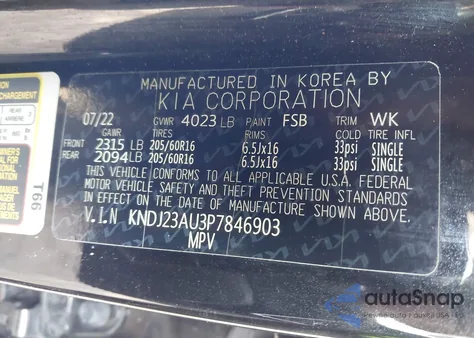 MANUFACTURED IN KOREA BY
KIA CORPORATION
07/22 GVWR 4023 LB PAINT FSB TRIM WK
GAWR TIRES RIMS COLD TIRE INFL
FRONT 2315 LB 205/60R16 6.5Jx16 33psi SINGLE
REAR 2094 LB 205/60R16 6.5Jx16 33psi SINGLE
THIS VEHICLE CONFORMS TO ALL APPLICABLE U.S.A. FEDERAL
MOTOR VEHICLE SAFETY AND THEFT PREVENTION STANDARDS
IN EFFECT ON THE DATE OF MANUFACTURE SHOWN ABOVE
V.I.N KNDJ23AU3P7846903
MPV
T66
autoSnap